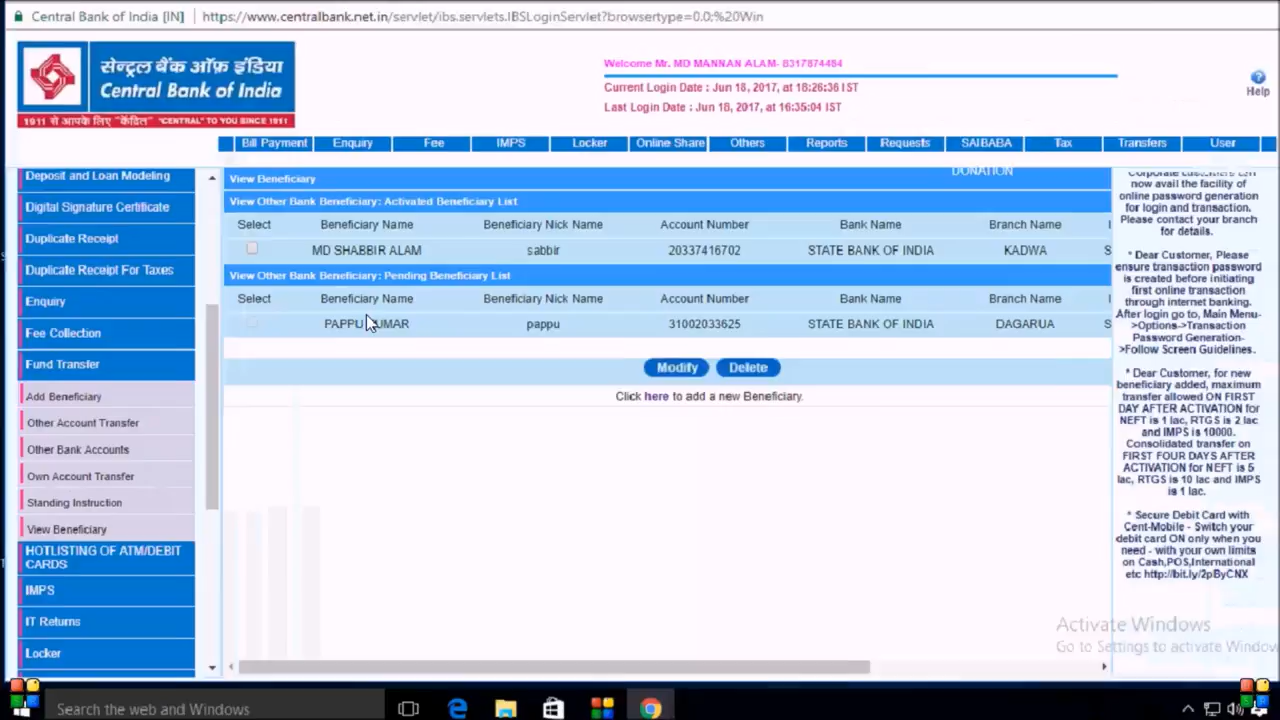 Central Bank of India [IN] https://www.centralbank.net.in/servlet/ibs.servlets.IBSLoginServlet?browsertype=0.0;%20Win
सेन्ट्रल बैंक ऑफ़ इंडिया
Central Bank of India
1911 से आपके लिए "केंद्रित" "CENTRAL" TO YOU SINCE 1911
Welcome Mr. MD MANNAN ALAM- 8317874484
Current Login Date : Jun 18, 2017, at 18:26:36 IST
Last Login Date : Jun 18, 2017, at 16:35:04 IST
Help
Bill Payment Enquiry Fee IMPS Locker Online Share Others Reports Requests SAIBABA Tax Transfers User
DONATION
Deposit and Loan Modeling
Digital Signature Certificate
Duplicate Receipt
Duplicate Receipt For Taxes
Enquiry
Fee Collection
Fund Transfer
Add Beneficiary
Other Account Transfer
Other Bank Accounts
Own Account Transfer
Standing Instruction
View Beneficiary
HOTLISTING OF ATM/DEBIT
CARDS
IMPS
IT Returns
Locker
View Beneficiary
View Other Bank Beneficiary: Activated Beneficiary List
Select Beneficiary Name Beneficiary Nick Name Account Number Bank Name Branch Name
MD SHABBIR ALAM sabbir 20337416702 STATE BANK OF INDIA KADWA S
View Other Bank Beneficiary: Pending Beneficiary List
Select Beneficiary Name Beneficiary Nick Name Account Number Bank Name Branch Name
PAPPU KUMAR pappu 31002033625 STATE BANK OF INDIA DAGARUA S
Modify Delete
Click here to add a new Beneficiary.
Corporate customers can
now avail the facility of
online password generation
for login and transaction.
Please contact your branch
for details.
* Dear Customer, Please
ensure transaction password
is created before initiating
first online transaction
through internet banking.
After login go to, Main Menu-
>Options->Transaction
Password Generation-
>Follow Screen Guidelines.
* Dear Customer, for new
beneficiary added, maximum
transfer allowed ON FIRST
DAY AFTER ACTIVATION for
NEFT is 1 lac, RTGS is 2 lac
and IMPS is 10000.
Consolidated transfer on
FIRST FOUR DAYS AFTER
ACTIVATION for NEFT is 5
lac, RTGS is 10 lac and IMPS
is 1 lac.
* Secure Debit Card with
Cent-Mobile - Switch your
debit card ON only when you
need - with your own limits
on Cash,POS,International
etc http://bit.ly/2pByCNX
Activate Windows
Go to Settings to activate Window
Search the web and Windows